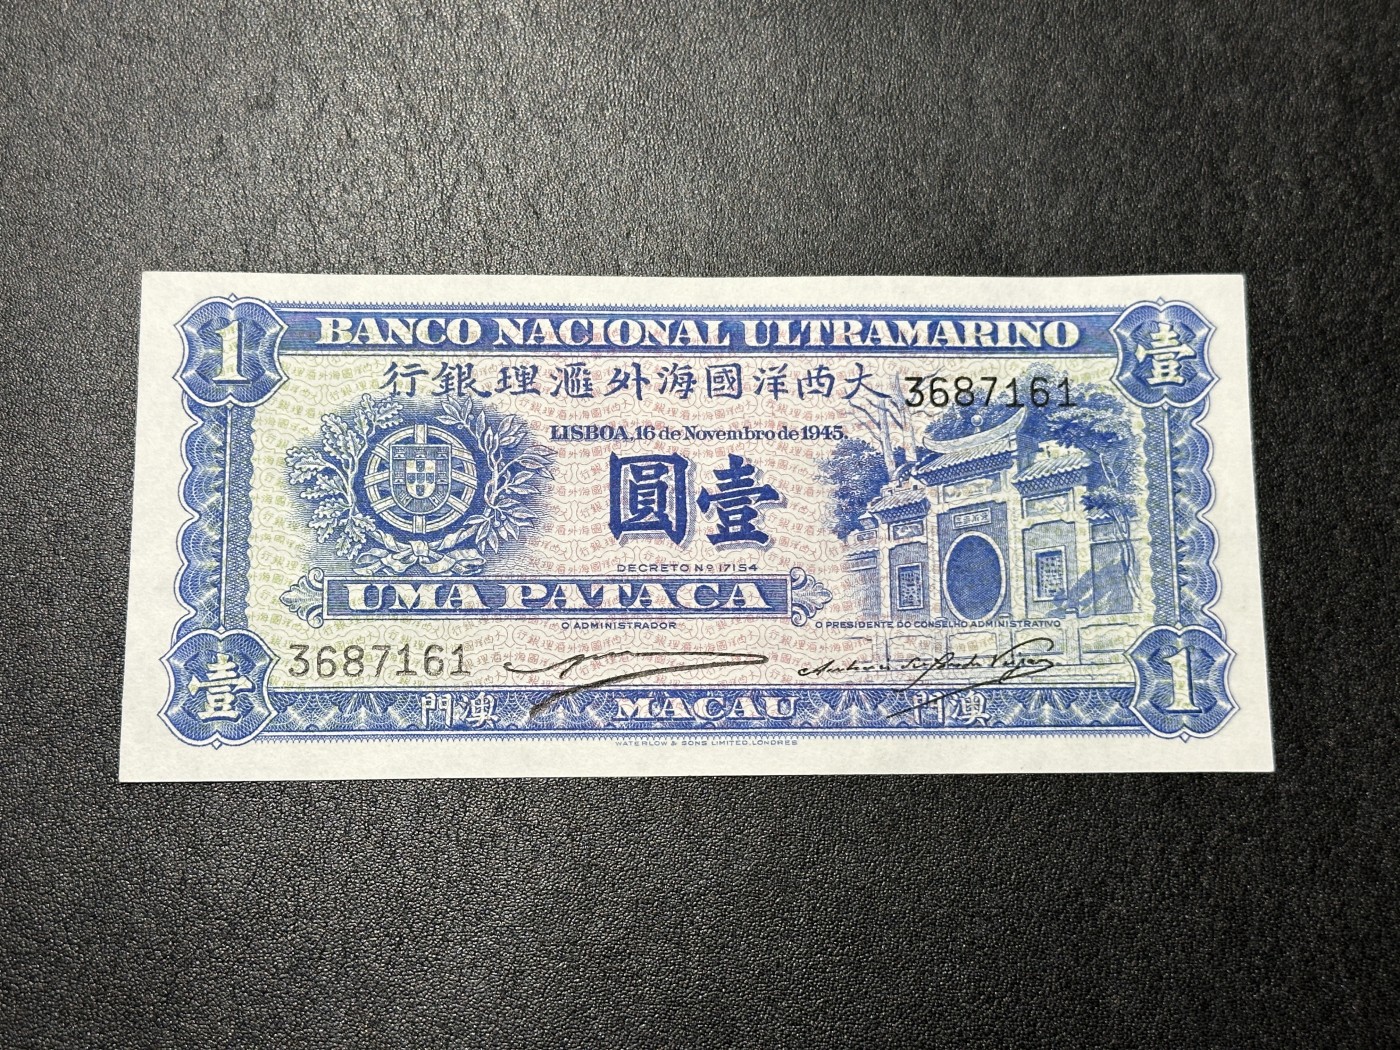 1
BANCO NACIONAL ULTRAMARINO
壹
行銀理滙外海國洋西大
3687161
LISBOA, 16 de Novembro de 1945.
圓壹
DECRETO Nº 17154
UMA PATACA
O ADMINISTRADOR
O PRESIDENTE DO CONSELHO ADMINISTRATIVO
3687161
壹
門澳
MACAU
門澳
1
WATERLOW & SONS LIMITED, LONDRES